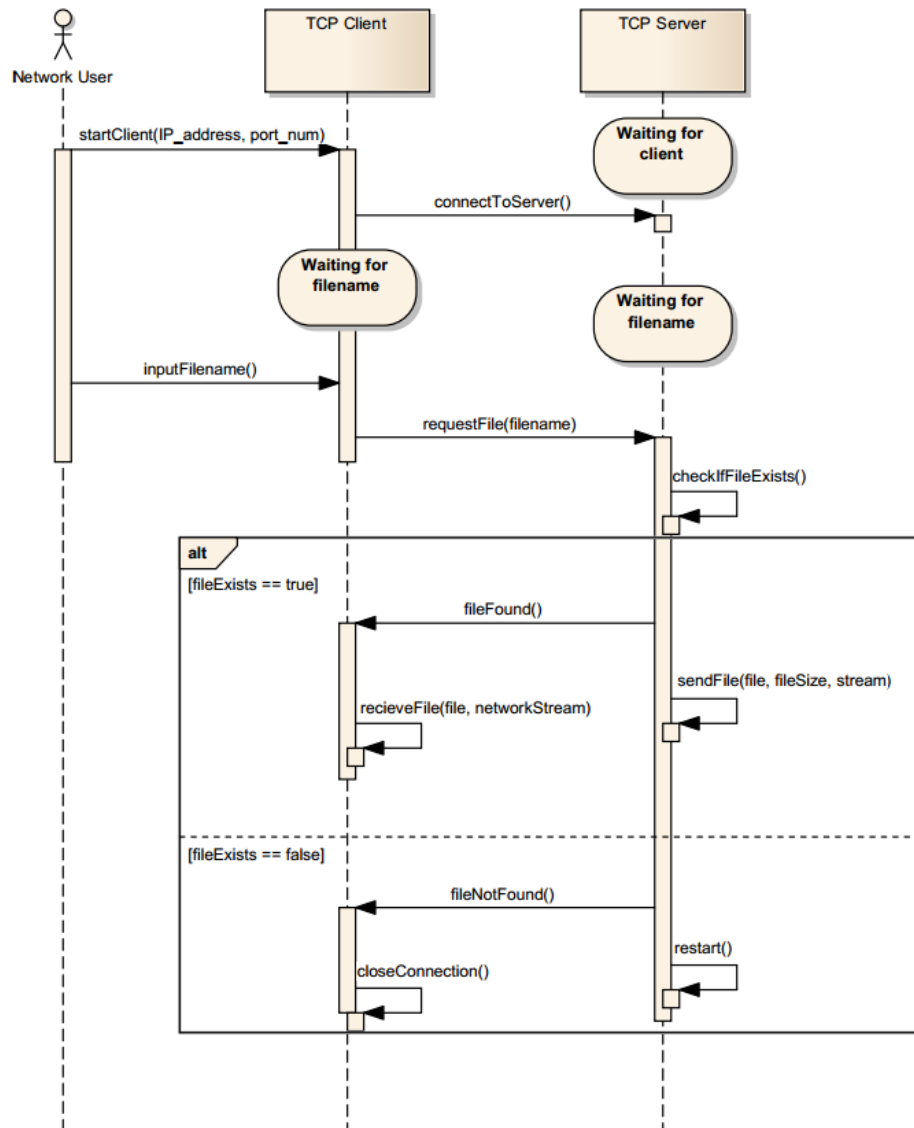 TCP Client
TCP Server
Network User
startClient(IP_address, port_num)
Waiting for
client
connectToServer()
Waiting for
filename
Waiting for
filename
inputFilename()
requestFile(filename)
checkIfFileExists()
alt
[fileExists == true]
fileFound()
sendFile(file, fileSize, stream)
recieveFile(file, networkStream)
[fileExists == false]
fileNotFound()
restart()
closeConnection()